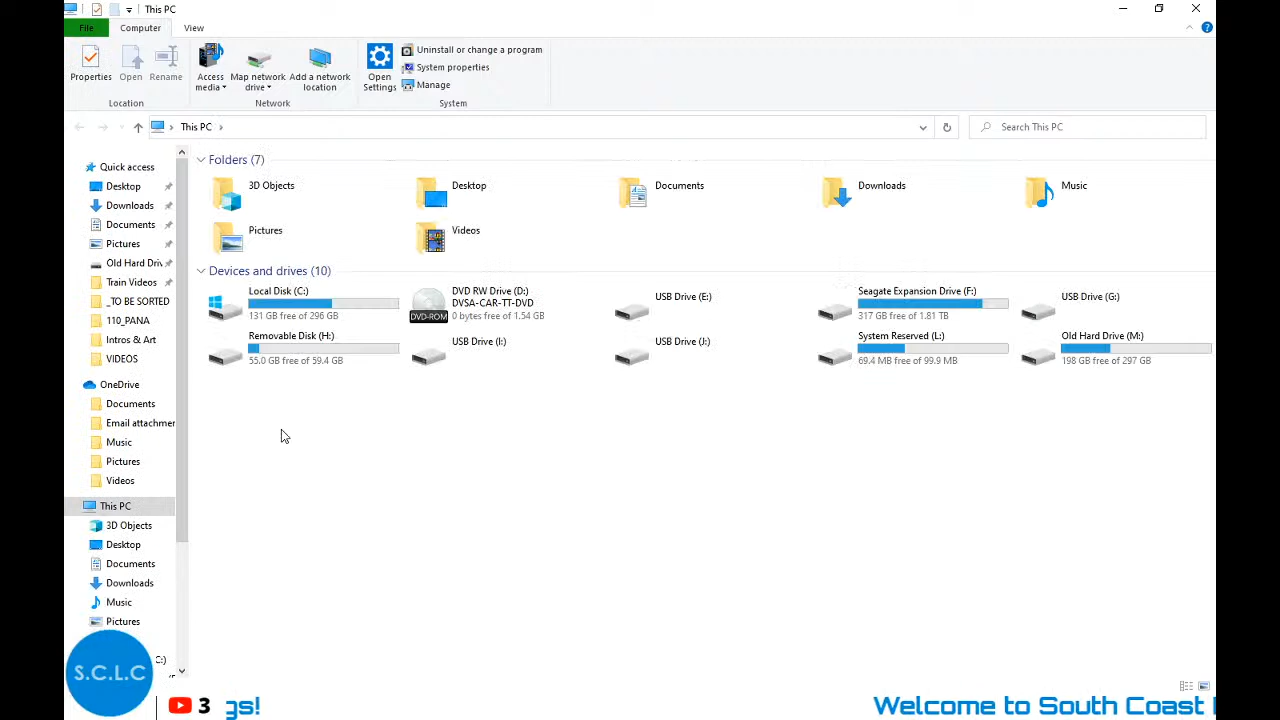 This PC
File
Computer
View
Properties
Open
Rename
Access media
Map network drive
Add a network location
Open Settings
Uninstall or change a program
System properties
Manage
Location
Network
System
This PC
Search This PC
Quick access
Desktop
Downloads
Documents
Pictures
Old Hard Driv
Train Videos
_TO BE SORTED
110_PANA
Intros & Art
VIDEOS
OneDrive
Documents
Email attachmer
Music
Pictures
Videos
This PC
3D Objects
Desktop
Documents
Downloads
Music
Pictures
C:)
Folders (7)
3D Objects
Desktop
Documents
Downloads
Music
Pictures
Videos
Devices and drives (10)
Local Disk (C:)
131 GB free of 296 GB
DVD RW Drive (D:)
DVSA-CAR-TT-DVD
0 bytes free of 1.54 GB
DVD-ROM
USB Drive (E:)
Seagate Expansion Drive (F:)
317 GB free of 1.81 TB
USB Drive (G:)
Removable Disk (H:)
55.0 GB free of 59.4 GB
USB Drive (I:)
USB Drive (J:)
System Reserved (L:)
69.4 MB free of 99.9 MB
Old Hard Drive (M:)
198 GB free of 297 GB
S.C.L.C
3
gs!
Welcome to South Coast